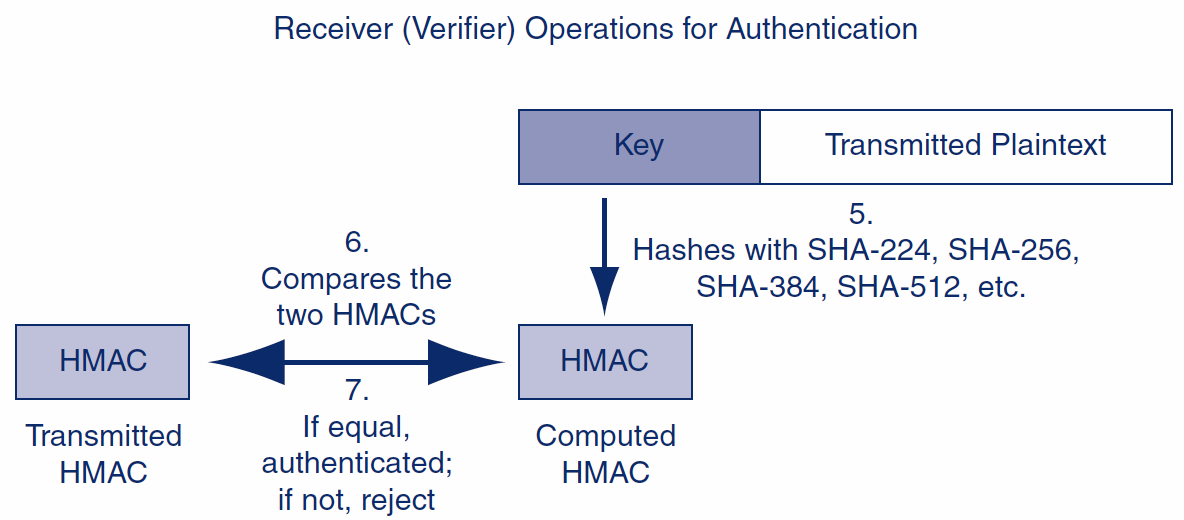 Receiver (Verifier) Operations for Authentication
Key
Transmitted Plaintext
5.
Hashes with SHA-224, SHA-256,
SHA-384, SHA-512, etc.
6.
Compares the
two HMACs
HMAC
HMAC
7.
If equal,
authenticated;
if not, reject
Transmitted
HMAC
Computed
HMAC